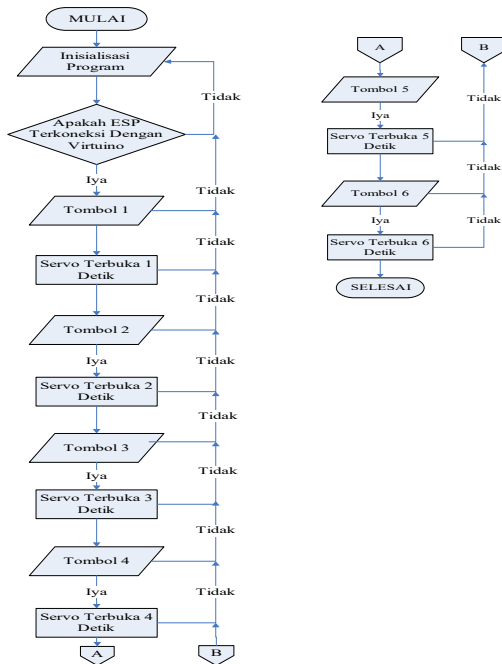 MULAI
Inisialisasi
Program
Tidak
Apakah ESP
Terkoneksi Dengan
Virtuino
Iya
Tidak
Tombol 1
Tidak
Servo Terbuka 1
Detik
Tidak
Tombol 2
Iya
Tidak
Servo Terbuka 2
Detik
Tidak
Tombol 3
Iya
Tidak
Servo Terbuka 3
Detik
Tidak
Tombol 4
Iya
Tidak
Servo Terbuka 4
Detik
A
B
A
B
Tombol 5
Tidak
Iya
Servo Terbuka 5
Detik
Tidak
Tombol 6
Iya
Tidak
Servo Terbuka 6
Detik
SELESAI